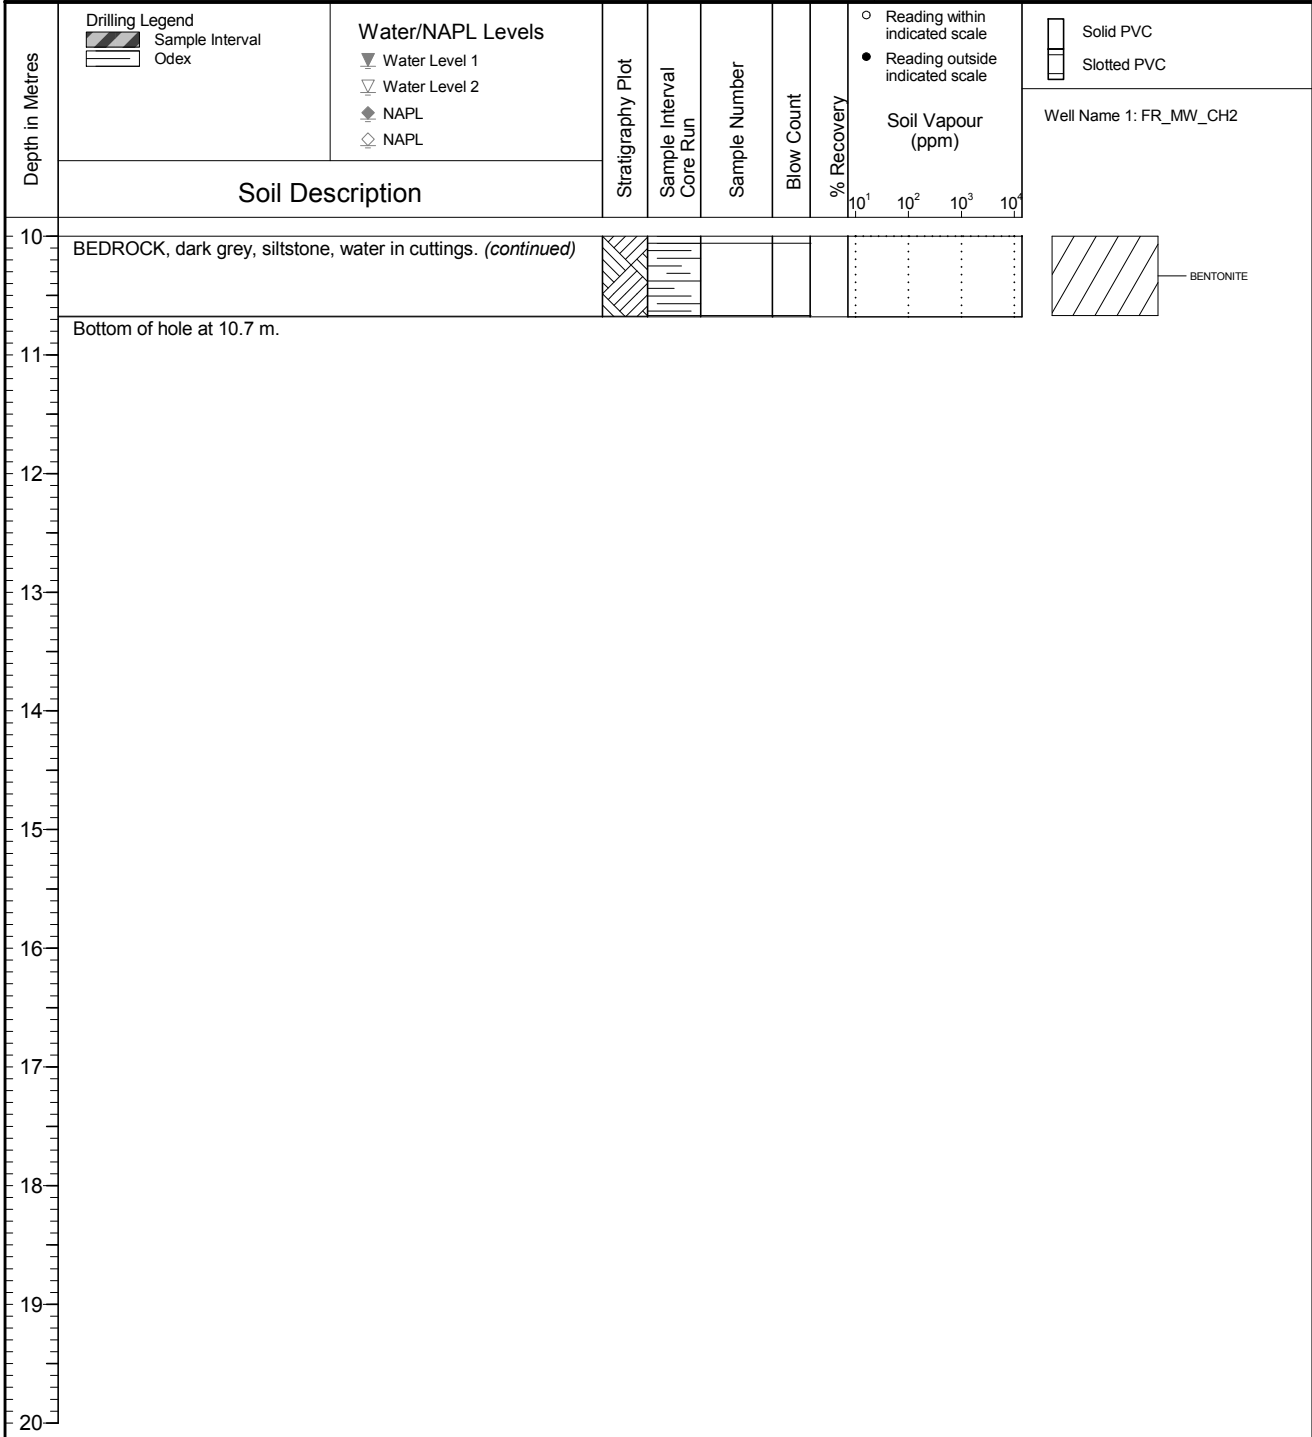 Depth in Metres
Drilling Legend
Sample Interval
Odex
Water/NAPL Levels
Water Level 1
Water Level 2
NAPL
NAPL
Soil Description
Stratigraphy Plot
Sample Interval
Core Run
Sample Number
Blow Count
% Recovery
Reading within
indicated scale
Reading outside
indicated scale
Soil Vapour
(ppm)
10¹ 10² 10³ 10⁴
Solid PVC
Slotted PVC
Well Name 1: FR_MW_CH2
10
BEDROCK, dark grey, siltstone, water in cuttings. (continued)
BENTONITE
Bottom of hole at 10.7 m.
11
12
13
14
15
16
17
18
19
20